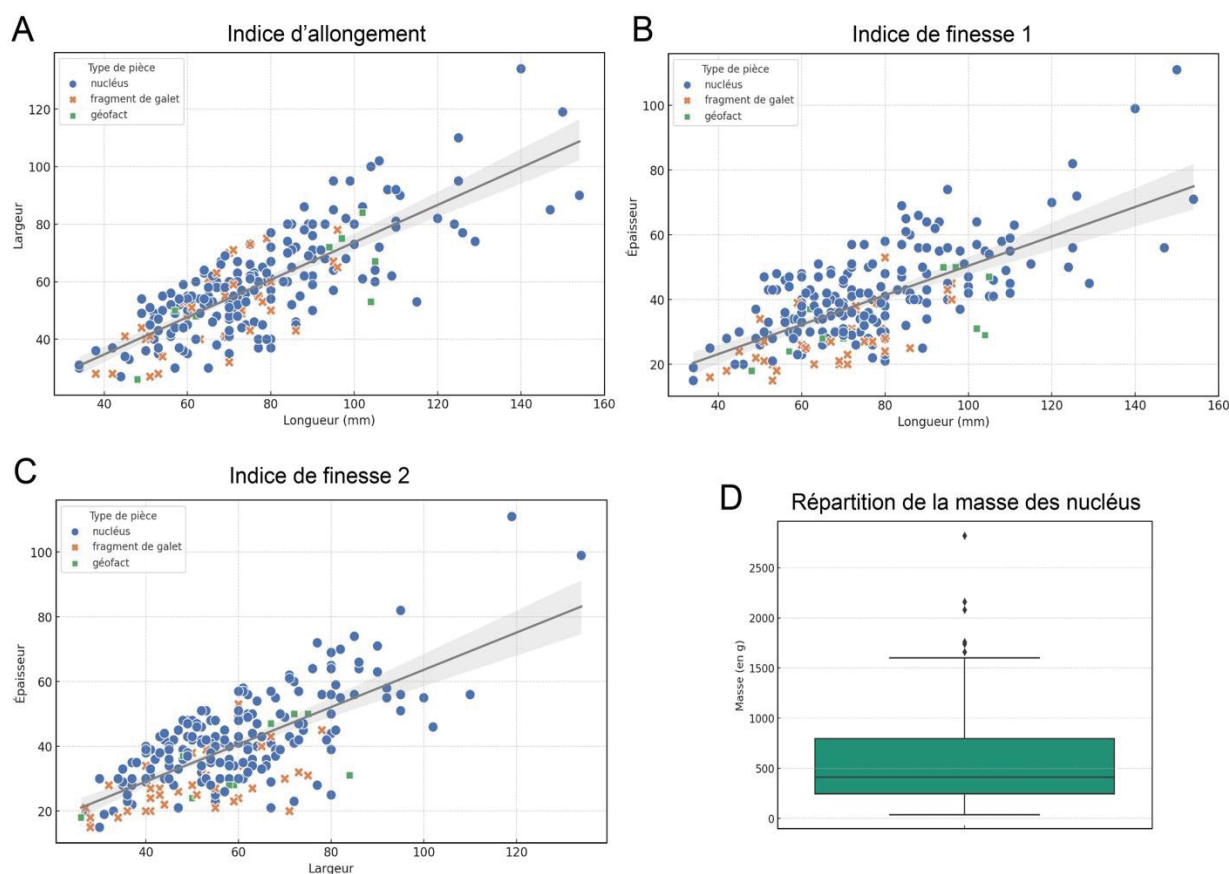 A
Indice d'allongement
Type de pièce
nucléus
fragment de galet
géofact
Largeur
120
100
80
60
40
40 60 80 100 120 140 160
Longueur (mm)
B
Indice de finesse 1
Type de pièce
nucléus
fragment de galet
géofact
Épaisseur
100
80
60
40
20
40 60 80 100 120 140 160
Longueur (mm)
C
Indice de finesse 2
Type de pièce
nucléus
fragment de galet
géofact
Épaisseur
100
80
60
40
20
40 60 80 100 120
Largeur
D
Répartition de la masse des nucléus
Masse (en g)
2500
2000
1500
1000
500
0